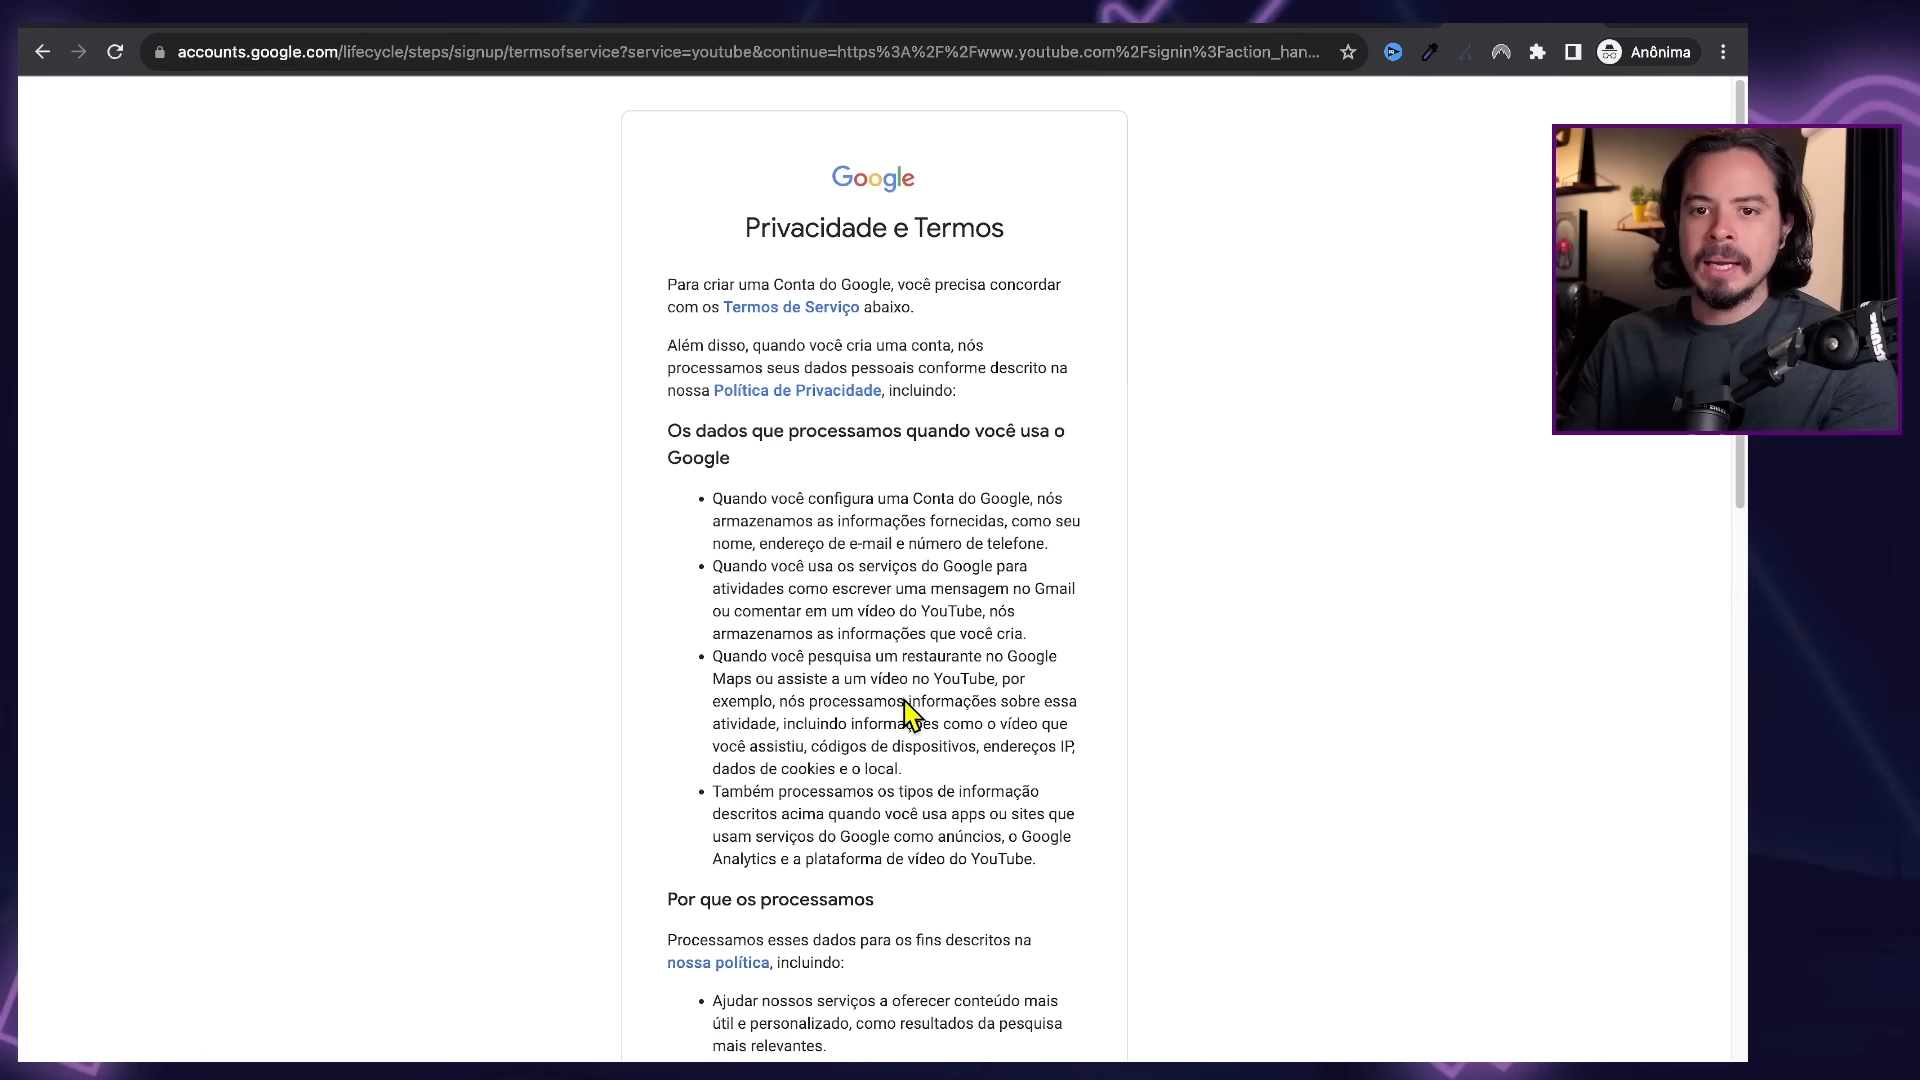 accounts.google.com/lifecycle/steps/signup/termsofservice?service=youtube&continue=https%3A%2F%2Fwww.youtube.com%2Fsignin%3Faction_han...
Anônima
Google
Privacidade e Termos
Para criar uma Conta do Google, você precisa concordar
com os Termos de Serviço abaixo.
Além disso, quando você cria uma conta, nós
processamos seus dados pessoais conforme descrito na
nossa Política de Privacidade, incluindo:
Os dados que processamos quando você usa o
Google
• Quando você configura uma Conta do Google, nós
armazenamos as informações fornecidas, como seu
nome, endereço de e-mail e número de telefone.
• Quando você usa os serviços do Google para
atividades como escrever uma mensagem no Gmail
ou comentar em um vídeo do YouTube, nós
armazenamos as informações que você cria.
• Quando você pesquisa um restaurante no Google
Maps ou assiste a um vídeo no YouTube, por
exemplo, nós processamos informações sobre essa
atividade, incluindo informações como o vídeo que
você assistiu, códigos de dispositivos, endereços IP,
dados de cookies e o local.
• Também processamos os tipos de informação
descritos acima quando você usa apps ou sites que
usam serviços do Google como anúncios, o Google
Analytics e a plataforma de vídeo do YouTube.
Por que os processamos
Processamos esses dados para os fins descritos na
nossa política, incluindo:
• Ajudar nossos serviços a oferecer conteúdo mais
útil e personalizado, como resultados da pesquisa
mais relevantes.